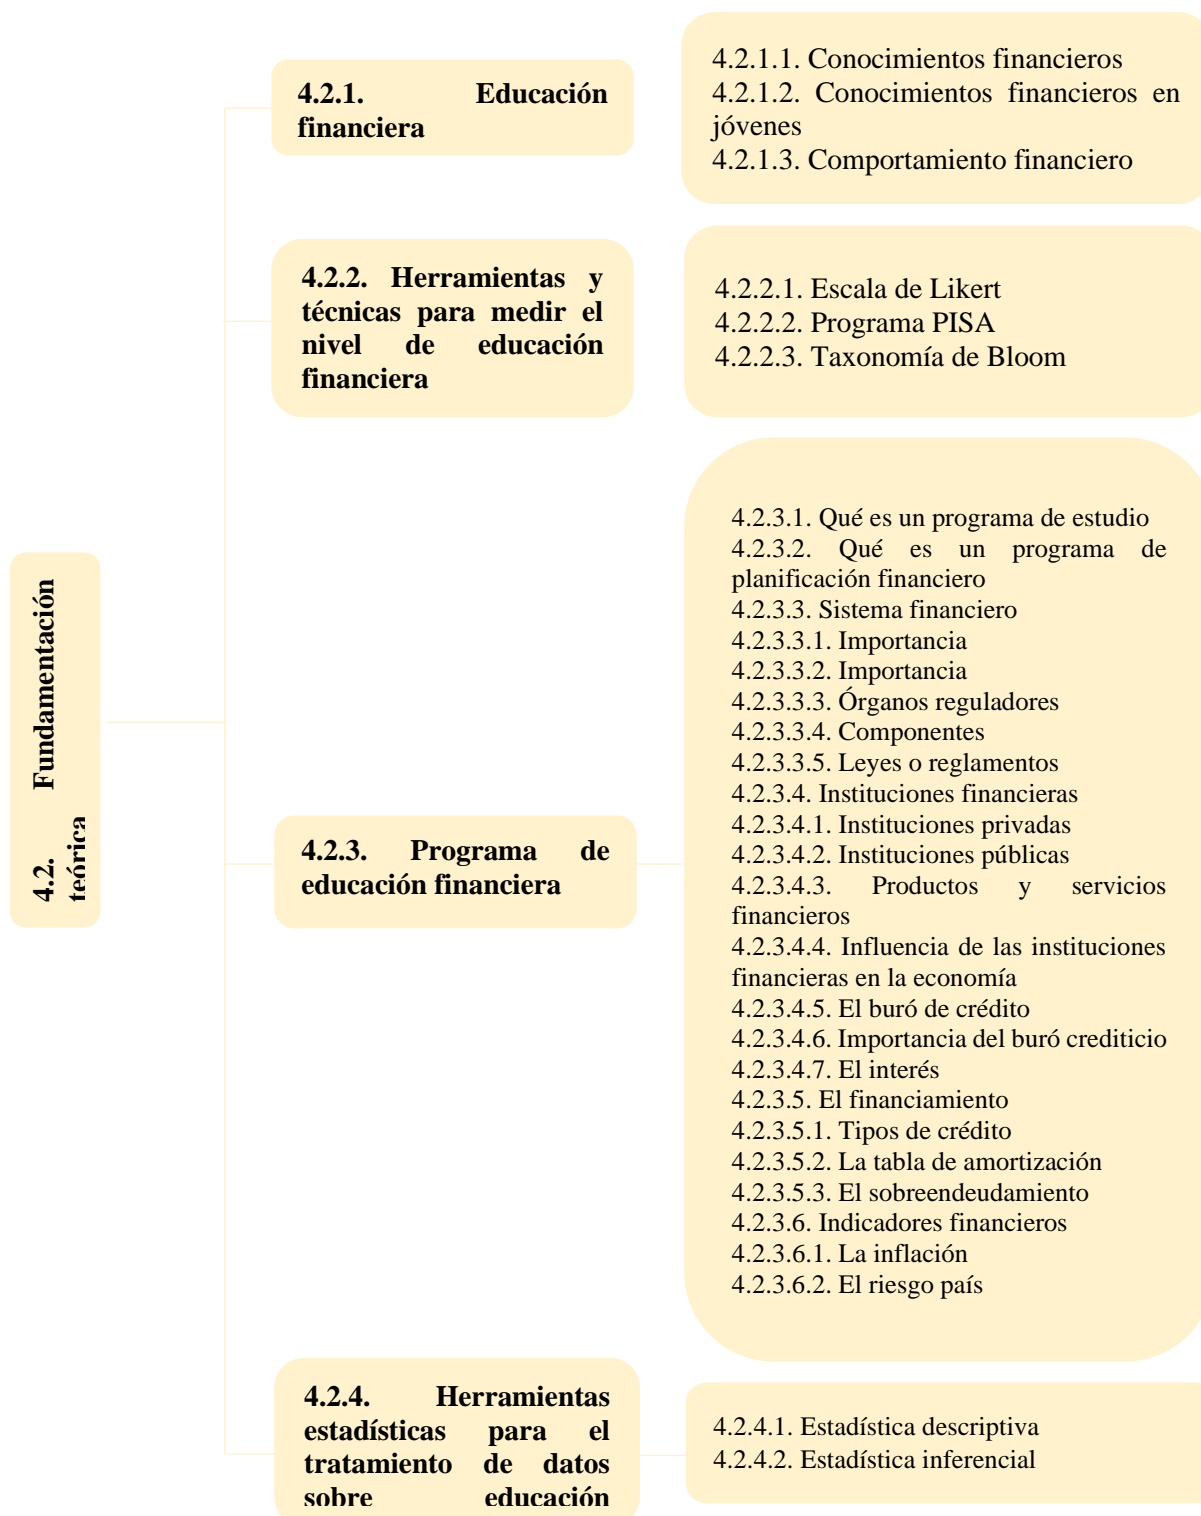 4.2. Fundamentación
teórica
4.2.1. Educación
financiera
4.2.1.1. Conocimientos financieros
4.2.1.2. Conocimientos financieros en
jóvenes
4.2.1.3. Comportamiento financiero
4.2.2. Herramientas y
técnicas para medir el
nivel de educación
financiera
4.2.2.1. Escala de Likert
4.2.2.2. Programa PISA
4.2.2.3. Taxonomía de Bloom
4.2.3. Programa de
educación financiera
4.2.3.1. Qué es un programa de estudio
4.2.3.2. Qué es un programa de
planificación financiero
4.2.3.3. Sistema financiero
4.2.3.3.1. Importancia
4.2.3.3.2. Importancia
4.2.3.3.3. Órganos reguladores
4.2.3.3.4. Componentes
4.2.3.3.5. Leyes o reglamentos
4.2.3.4. Instituciones financieras
4.2.3.4.1. Instituciones privadas
4.2.3.4.2. Instituciones públicas
4.2.3.4.3. Productos y servicios
financieros
4.2.3.4.4. Influencia de las instituciones
financieras en la economía
4.2.3.4.5. El buró de crédito
4.2.3.4.6. Importancia del buró crediticio
4.2.3.4.7. El interés
4.2.3.5. El financiamiento
4.2.3.5.1. Tipos de crédito
4.2.3.5.2. La tabla de amortización
4.2.3.5.3. El sobreendeudamiento
4.2.3.6. Indicadores financieros
4.2.3.6.1. La inflación
4.2.3.6.2. El riesgo país
4.2.4. Herramientas
estadísticas para el
tratamiento de datos
sobre educación
4.2.4.1. Estadística descriptiva
4.2.4.2. Estadística inferencial